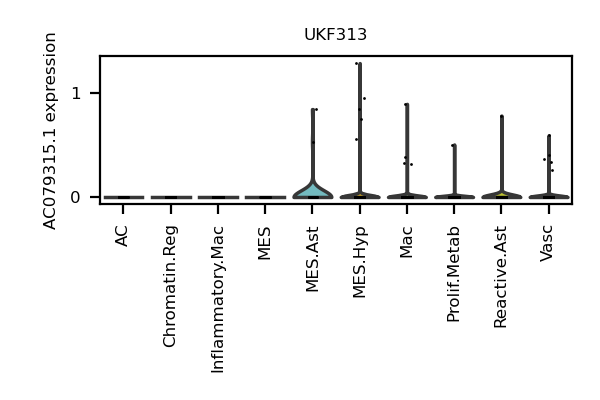 UKF313
AC079315.1 expression
1
0
AC
Chromatin.Reg
Inflammatory.Mac
MES
MES.Ast
MES.Hyp
Mac
Prolif.Metab
Reactive.Ast
Vasc